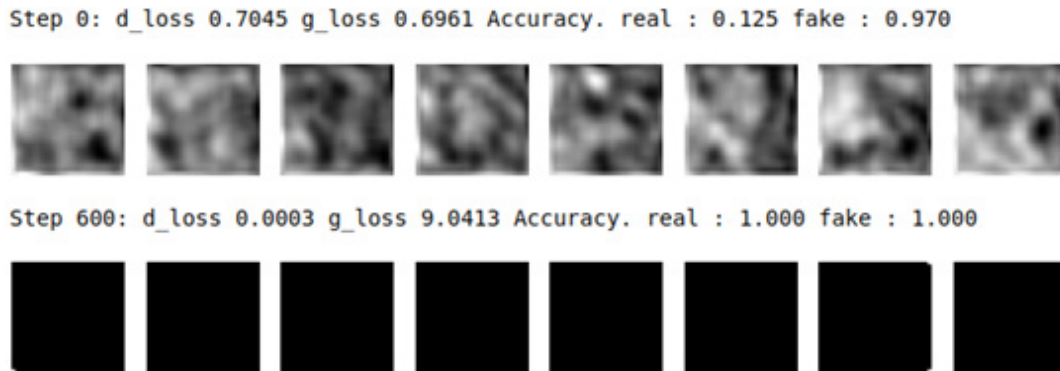 Step 0: d_loss 0.7045 g_loss 0.6961 Accuracy. real : 0.125 fake : 0.970
Step 600: d_loss 0.0003 g_loss 9.0413 Accuracy. real : 1.000 fake : 1.000